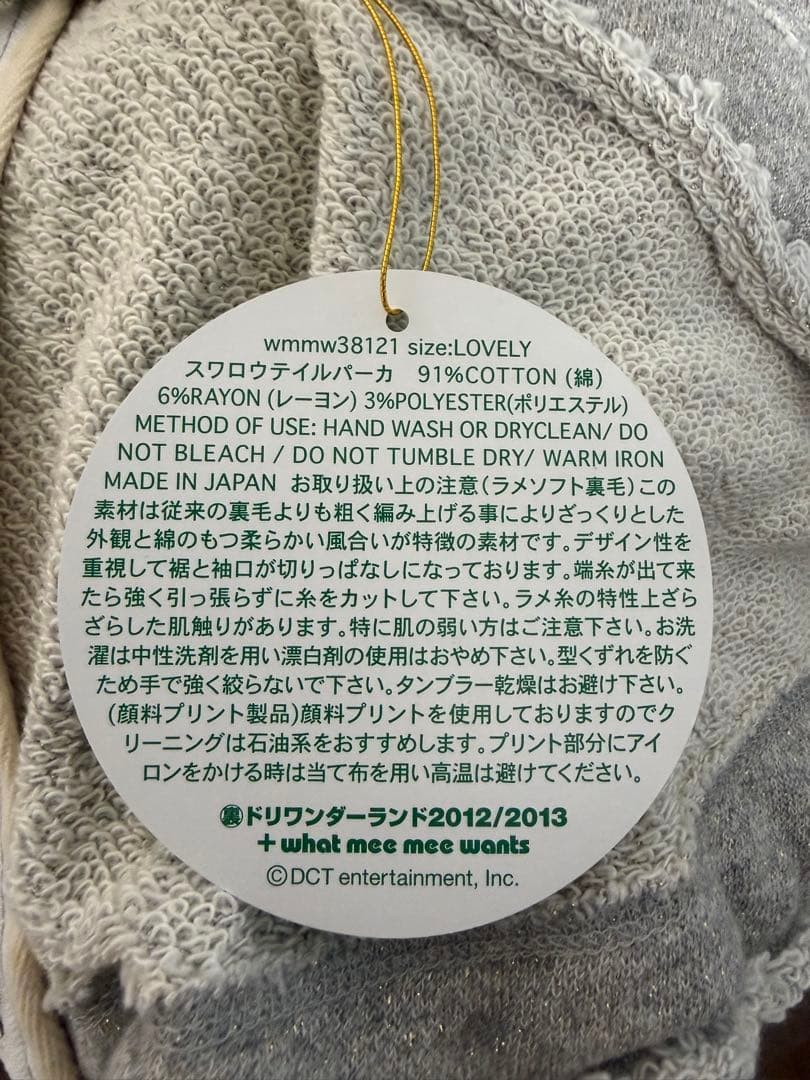 wmmw38121 size:LOVELY
スワロウテイルパーカ 91%COTTON (綿)
6%RAYON (レーヨン) 3%POLYESTER(ポリエステル)
METHOD OF USE: HAND WASH OR DRYCLEAN/ DO
NOT BLEACH / DO NOT TUMBLE DRY/ WARM IRON
MADE IN JAPAN お取り扱い上の注意(ラメソフト裏毛)この
素材は従来の裏毛よりも粗く編み上げる事によりざっくりとした
外観と綿のもつ柔らかい風合いが特徴の素材です。デザイン性を
重視して裾と袖口が切りっぱなしになっております。端糸が出て来
たら強く引っ張らずに糸をカットして下さい。ラメ糸の特性上ざら
ざらした肌触りがあります。特に肌の弱い方はご注意下さい。お洗
濯は中性洗剤を用い漂白剤の使用はおやめ下さい。型くずれを防ぐ
ため手で強く絞らないで下さい。タンブラー乾燥はお避け下さい。
(顔料プリント製品)顔料プリントを使用しておりますのでク
リーニングは石油系をおすすめします。プリント部分にアイ
ロンをかける時は当て布を用い高温は避けてください。
㊥裏ドリワンダーランド2012/2013
+ what mee mee wants
©DCT entertainment, Inc.